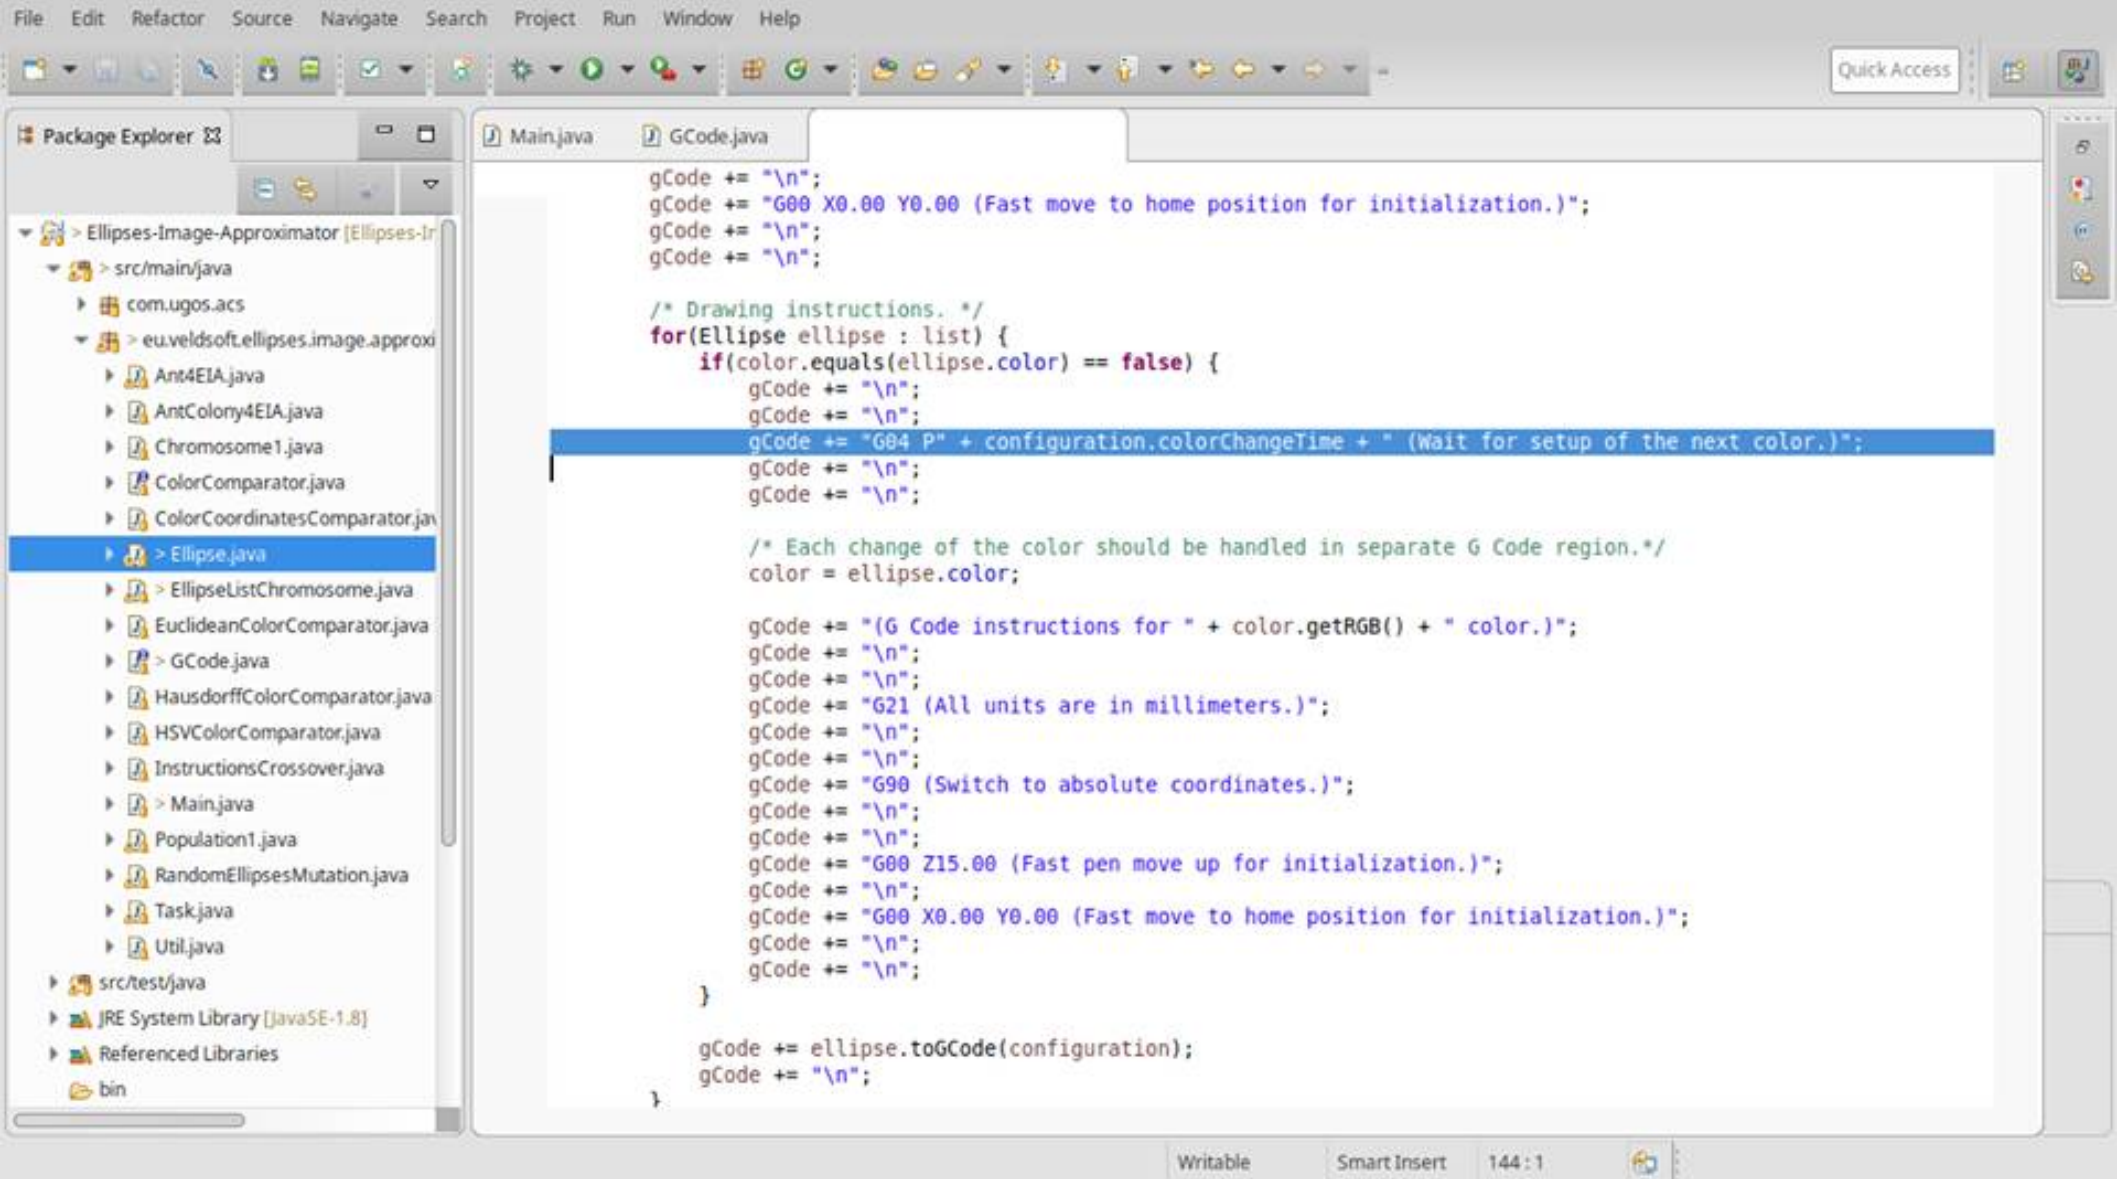 File Edit Refactor Source Navigate Search Project Run Window Help
Quick Access
Package Explorer
Main.java GCode.java
> Ellipses-Image-Approximator [Ellipses-Ir
> src/main/java
com.ugos.acs
> eu.veldsoft.ellipses.image.approxi
Ant4EIA.java
AntColony4EIA.java
Chromosome1.java
ColorComparator.java
ColorCoordinatesComparator.jav
> Ellipse.java
> EllipseListChromosome.java
EuclideanColorComparator.java
> GCode.java
HausdorffColorComparator.java
HSVColorComparator.java
InstructionsCrossover.java
> Main.java
Population1.java
RandomEllipsesMutation.java
Task.java
Util.java
src/test/java
JRE System Library [JavaSE-1.8]
Referenced Libraries
bin
gCode += "\n";
gCode += "G00 X0.00 Y0.00 (Fast move to home position for initialization.)";
gCode += "\n";
gCode += "\n";
/* Drawing instructions. */
for(Ellipse ellipse : list) {
if(color.equals(ellipse.color) == false) {
gCode += "\n";
gCode += "\n";
gCode += "G04 P" + configuration.colorChangeTime + " (Wait for setup of the next color.)";
gCode += "\n";
gCode += "\n";
/* Each change of the color should be handled in separate G Code region.*/
color = ellipse.color;
gCode += "(G Code instructions for " + color.getRGB() + " color.)";
gCode += "\n";
gCode += "\n";
gCode += "G21 (All units are in millimeters.)";
gCode += "\n";
gCode += "\n";
gCode += "G90 (Switch to absolute coordinates.)";
gCode += "\n";
gCode += "\n";
gCode += "G00 Z15.00 (Fast pen move up for initialization.)";
gCode += "\n";
gCode += "G00 X0.00 Y0.00 (Fast move to home position for initialization.)";
gCode += "\n";
gCode += "\n";
}
gCode += ellipse.toGCode(configuration);
gCode += "\n";
}
Writable Smart Insert 144 : 1